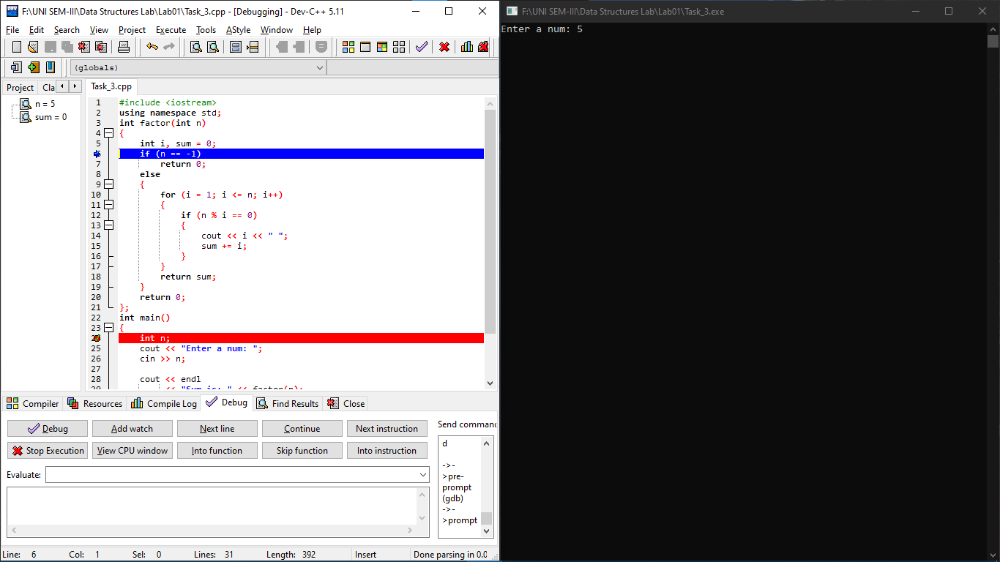 F:\UNI SEM-III\Data Structures Lab\Lab01\Task_3.cpp - [Debugging] - Dev-C++ 5.11
File Edit Search View Project Execute Tools AStyle Window Help
(globals)
Project Cla
n = 5
sum = 0
Task_3.cpp
1 #include <iostream>
2 using namespace std;
3 int factor(int n)
4 {
5 int i, sum = 0;
6 if (n == -1)
7 return 0;
8 else
9 {
10 for (i = 1; i <= n; i++)
11 {
12 if (n % i == 0)
13 {
14 cout << i << " ";
15 sum += i;
16 }
17 }
18 return sum;
19 }
20 return 0;
21 };
22 int main()
23 {
24 int n;
25 cout << "Enter a num: ";
26 cin >> n;
27
28 cout << endl
29 << "Sum is: " << factor(n);
Compiler Resources Compile Log Debug Find Results Close
Debug Add watch Next line Continue Next instruction
Stop Execution View CPU window Into function Skip function Into instruction
Evaluate:
Send command
d
->-
>pre-
prompt
(gdb)
->-
>prompt
Line: 6 Col: 1 Sel: 0 Lines: 31 Length: 392 Insert Done parsing in 0.0
F:\UNI SEM-III\Data Structures Lab\Lab01\Task_3.exe
Enter a num: 5